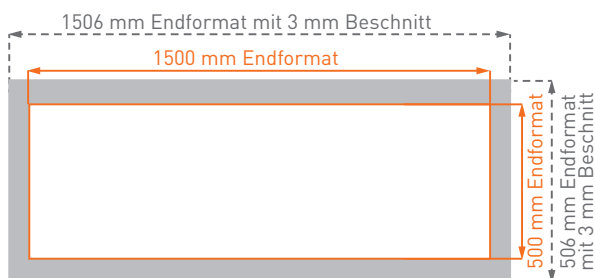 1506 mm Endformat mit 3 mm Beschnitt
1500 mm Endformat
500 mm Endformat
506 mm Endformat
mit 3 mm Beschnitt